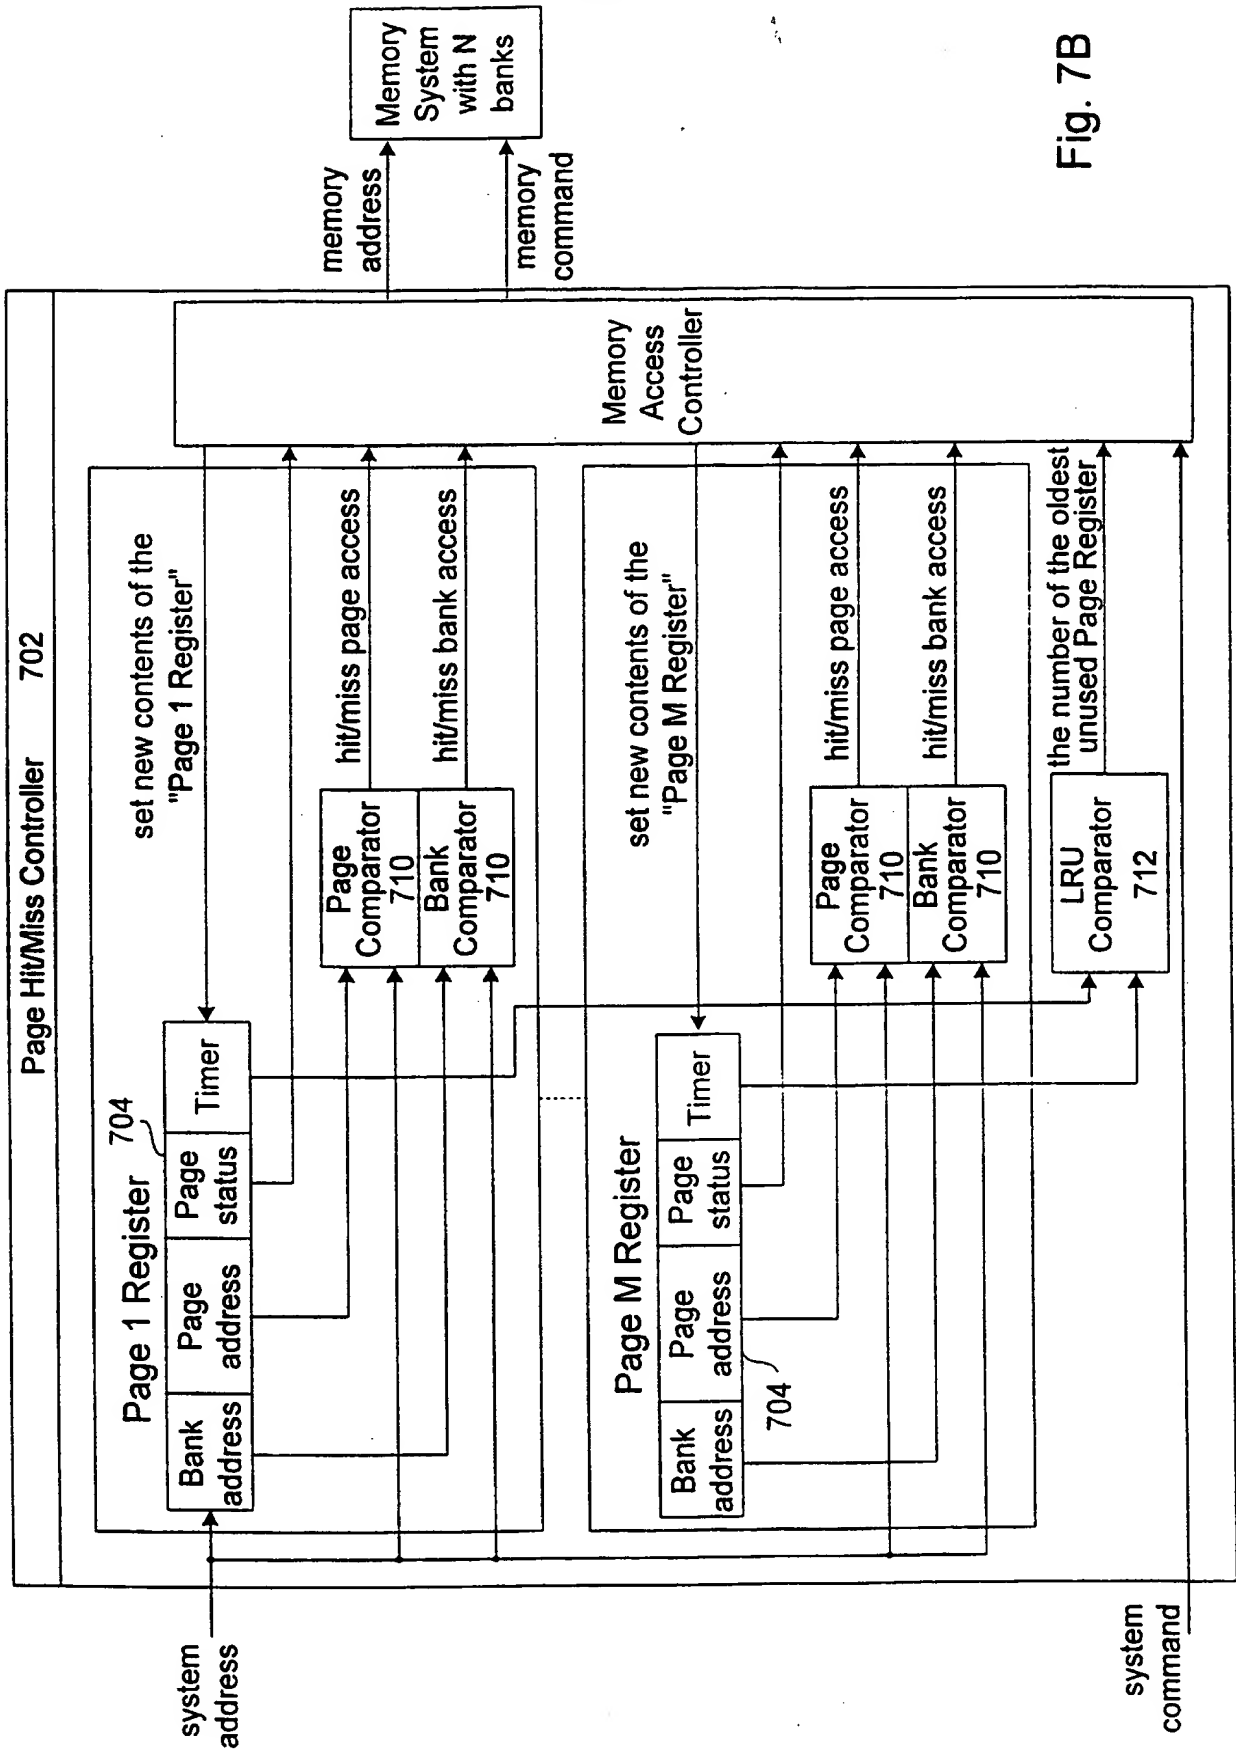 Page Hit/Miss Controller 702
system
address
Page 1 Register
704
Bank
address
Page
address
Page
status
Timer
set new contents of the
"Page 1 Register"
Page
Comparator
710
Bank
Comparator
710
hit/miss page access
hit/miss bank access
Page M Register
704
Bank
address
Page
address
Page
status
Timer
set new contents of the
"Page M Register"
Page
Comparator
710
Bank
Comparator
710
hit/miss page access
hit/miss bank access
LRU
Comparator
712
the number of the oldest
unused Page Register
system
command
Memory
Access
Controller
memory
address
memory
command
Memory
System
with N
banks
Fig. 7B